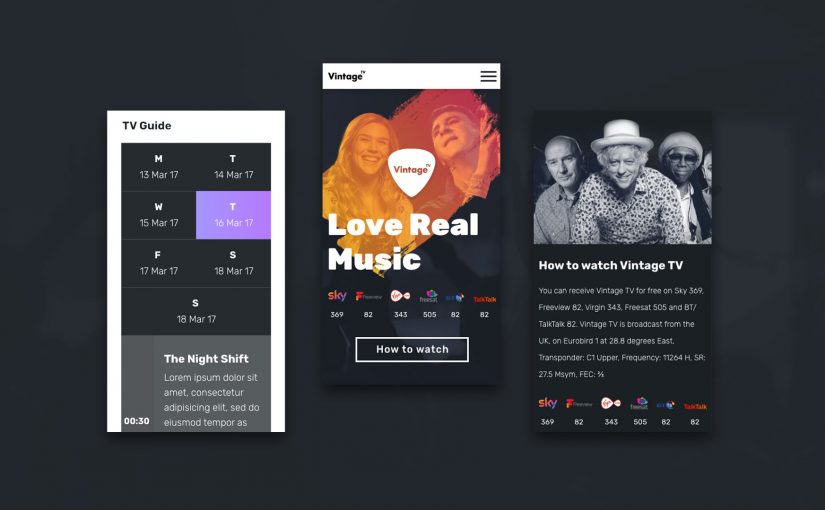 TV Guide
M
T
13 Mar 17
14 Mar 17
W
T
15 Mar 17
16 Mar 17
F
S
17 Mar 17
18 Mar 17
S
18 Mar 17
The Night Shift
Lorem ipsum dolor sit
amet, consectetur
adipisicing elit, sed do
00:30
eiusmod tempor as
Vintage TV
Vintage TV
Love Real
Music
sky
Freeview
freesat
TalkTalk
369
82
343
505
82
82
How to watch
How to watch Vintage TV
You can receive Vintage TV for free on Sky 369,
Freeview 82, Virgin 343, Freesat 505 and BT/
TalkTalk 82. Vintage TV is broadcast from the
UK, on Eurobird 1 at 28.8 degrees East,
Transponder: C1 Upper, Frequency: 11264 H, SR:
27.5 Msym, FEC: ⅔
sky
Freeview
freesat
TalkTalk
369
82
343
505
82
82